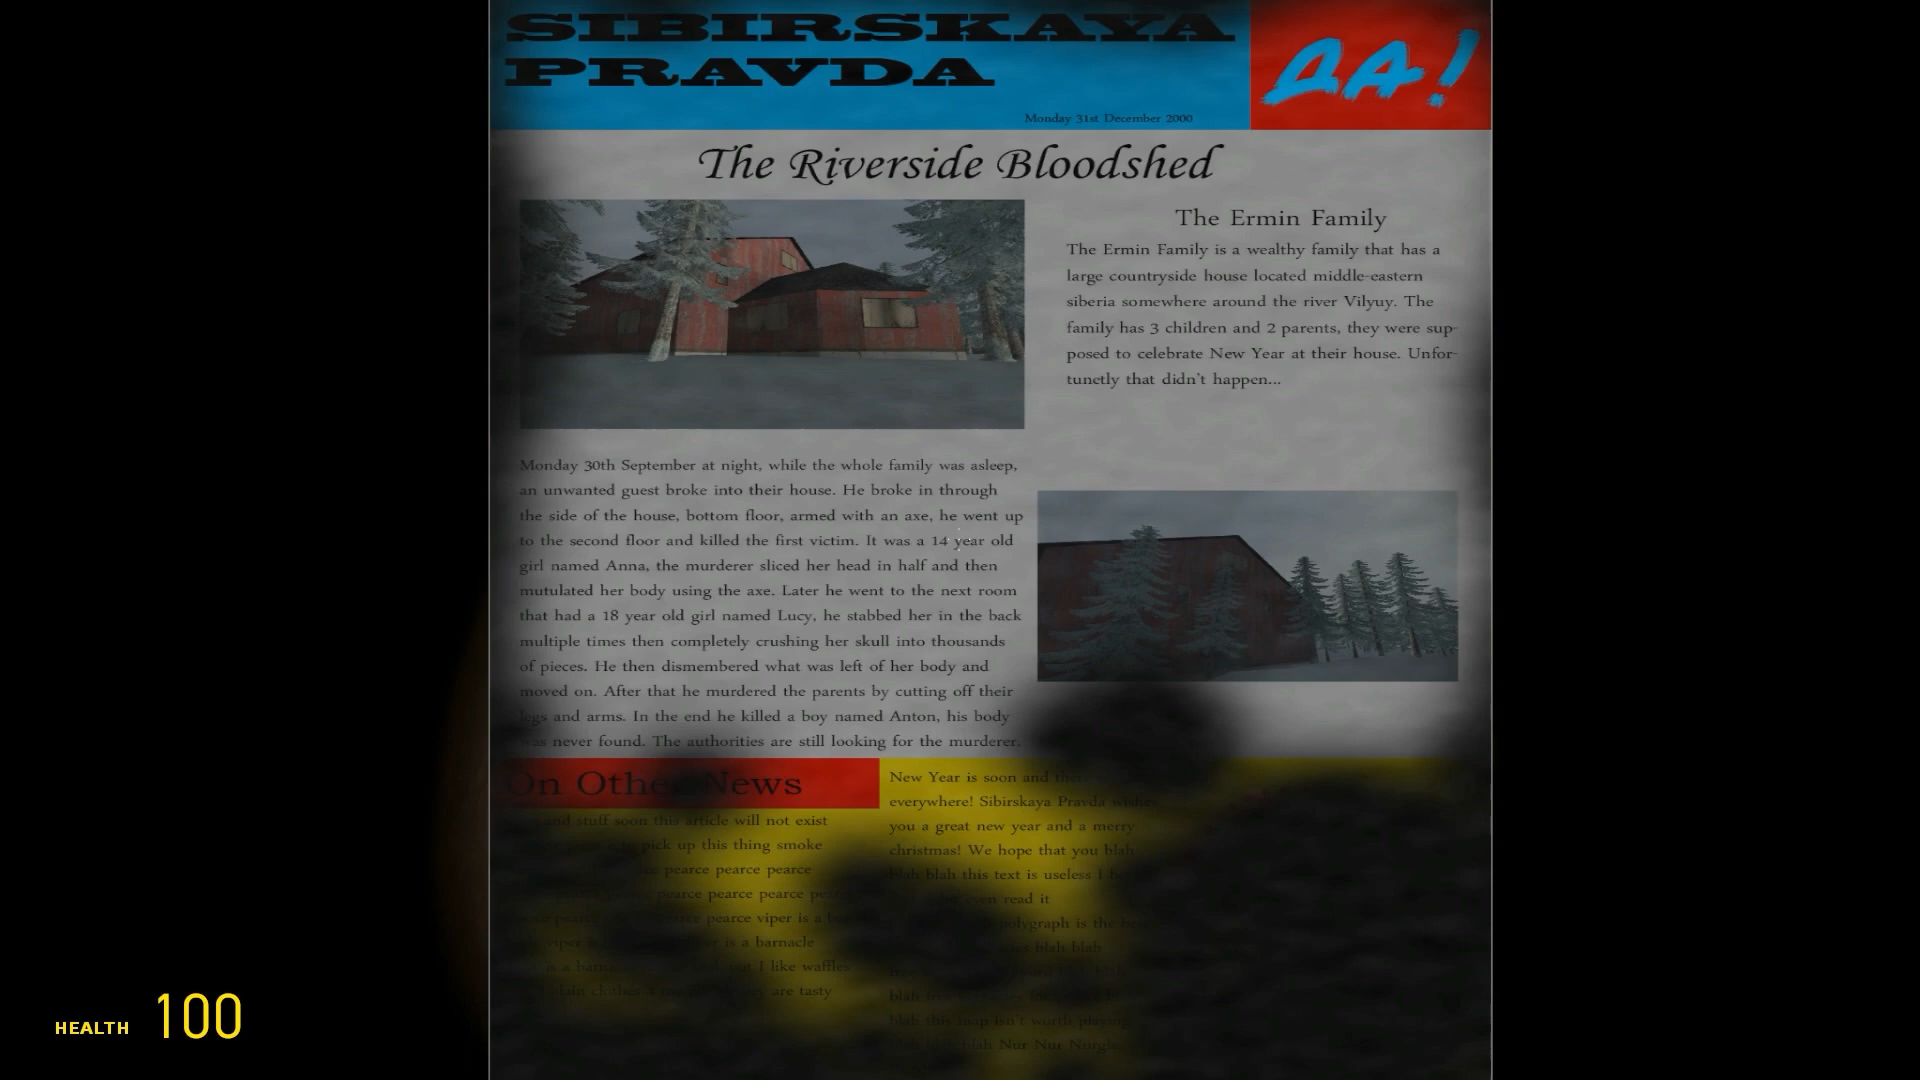 SIBIRSKAYA
PRAVDA
ДА!
Monday 31st December 2000
The Riverside Bloodshed
The Ermin Family
The Ermin Family is a wealthy family that has a
large countryside house located middle-eastern
siberia somewhere around the river Vilyuy. The
family has 3 children and 2 parents, they were sup-
posed to celebrate New Year at their house. Unfor-
tunetly that didn't happen...
Monday 30th September at night, while the whole family was asleep,
an unwanted guest broke into their house. He broke in through
the side of the house, bottom floor, armed with an axe, he went up
to the second floor and killed the first victim. It was a 14 year old
girl named Anna, the murderer sliced her head in half and then
mutulated her body using the axe. Later he went to the next room
that had a 18 year old girl named Lucy, he stabbed her in the back
multiple times then completely crushing her skull into thousands
of pieces. He then dismembered what was left of her body and
moved on. After that he murdered the parents by cutting off their
legs and arms. In the end he killed a boy named Anton, his body
was never found. The authorities are still looking for the murderer.
On Other News
and stuff soon this article will not exist
pick up this thing smoke
pearce pearce pearce
pearce pearce pearce
pearce viper is a
viper is a barnacle
is a I like waffles
are tasty
New Year is soon and
everywhere! Sibirskaya Pravda wishes
you a great new year and a merry
christmas! We hope that you blah
blah blah this text is useless I
even read it
polygraph is the
blah blah
blah
blah this map isn't worth playing
blah Nur Nur Nurgle
HEALTH 100